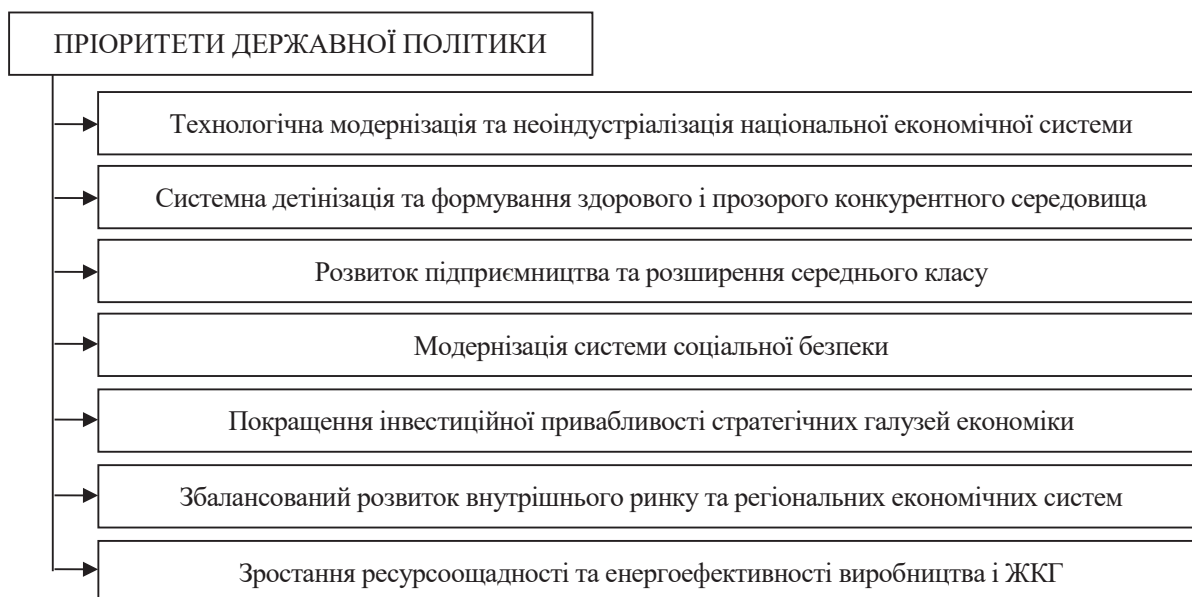 ПРІОРИТЕТИ ДЕРЖАВНОЇ ПОЛІТИКИ
Технологічна модернізація та неоіндустріалізація національної економічної системи
Системна детінізація та формування здорового і прозорого конкурентного середовища
Розвиток підприємництва та розширення середнього класу
Модернізація системи соціальної безпеки
Покращення інвестиційної привабливості стратегічних галузей економіки
Збалансований розвиток внутрішнього ринку та регіональних економічних систем
Зростання ресурсоощадності та енергоефективності виробництва і ЖКГ